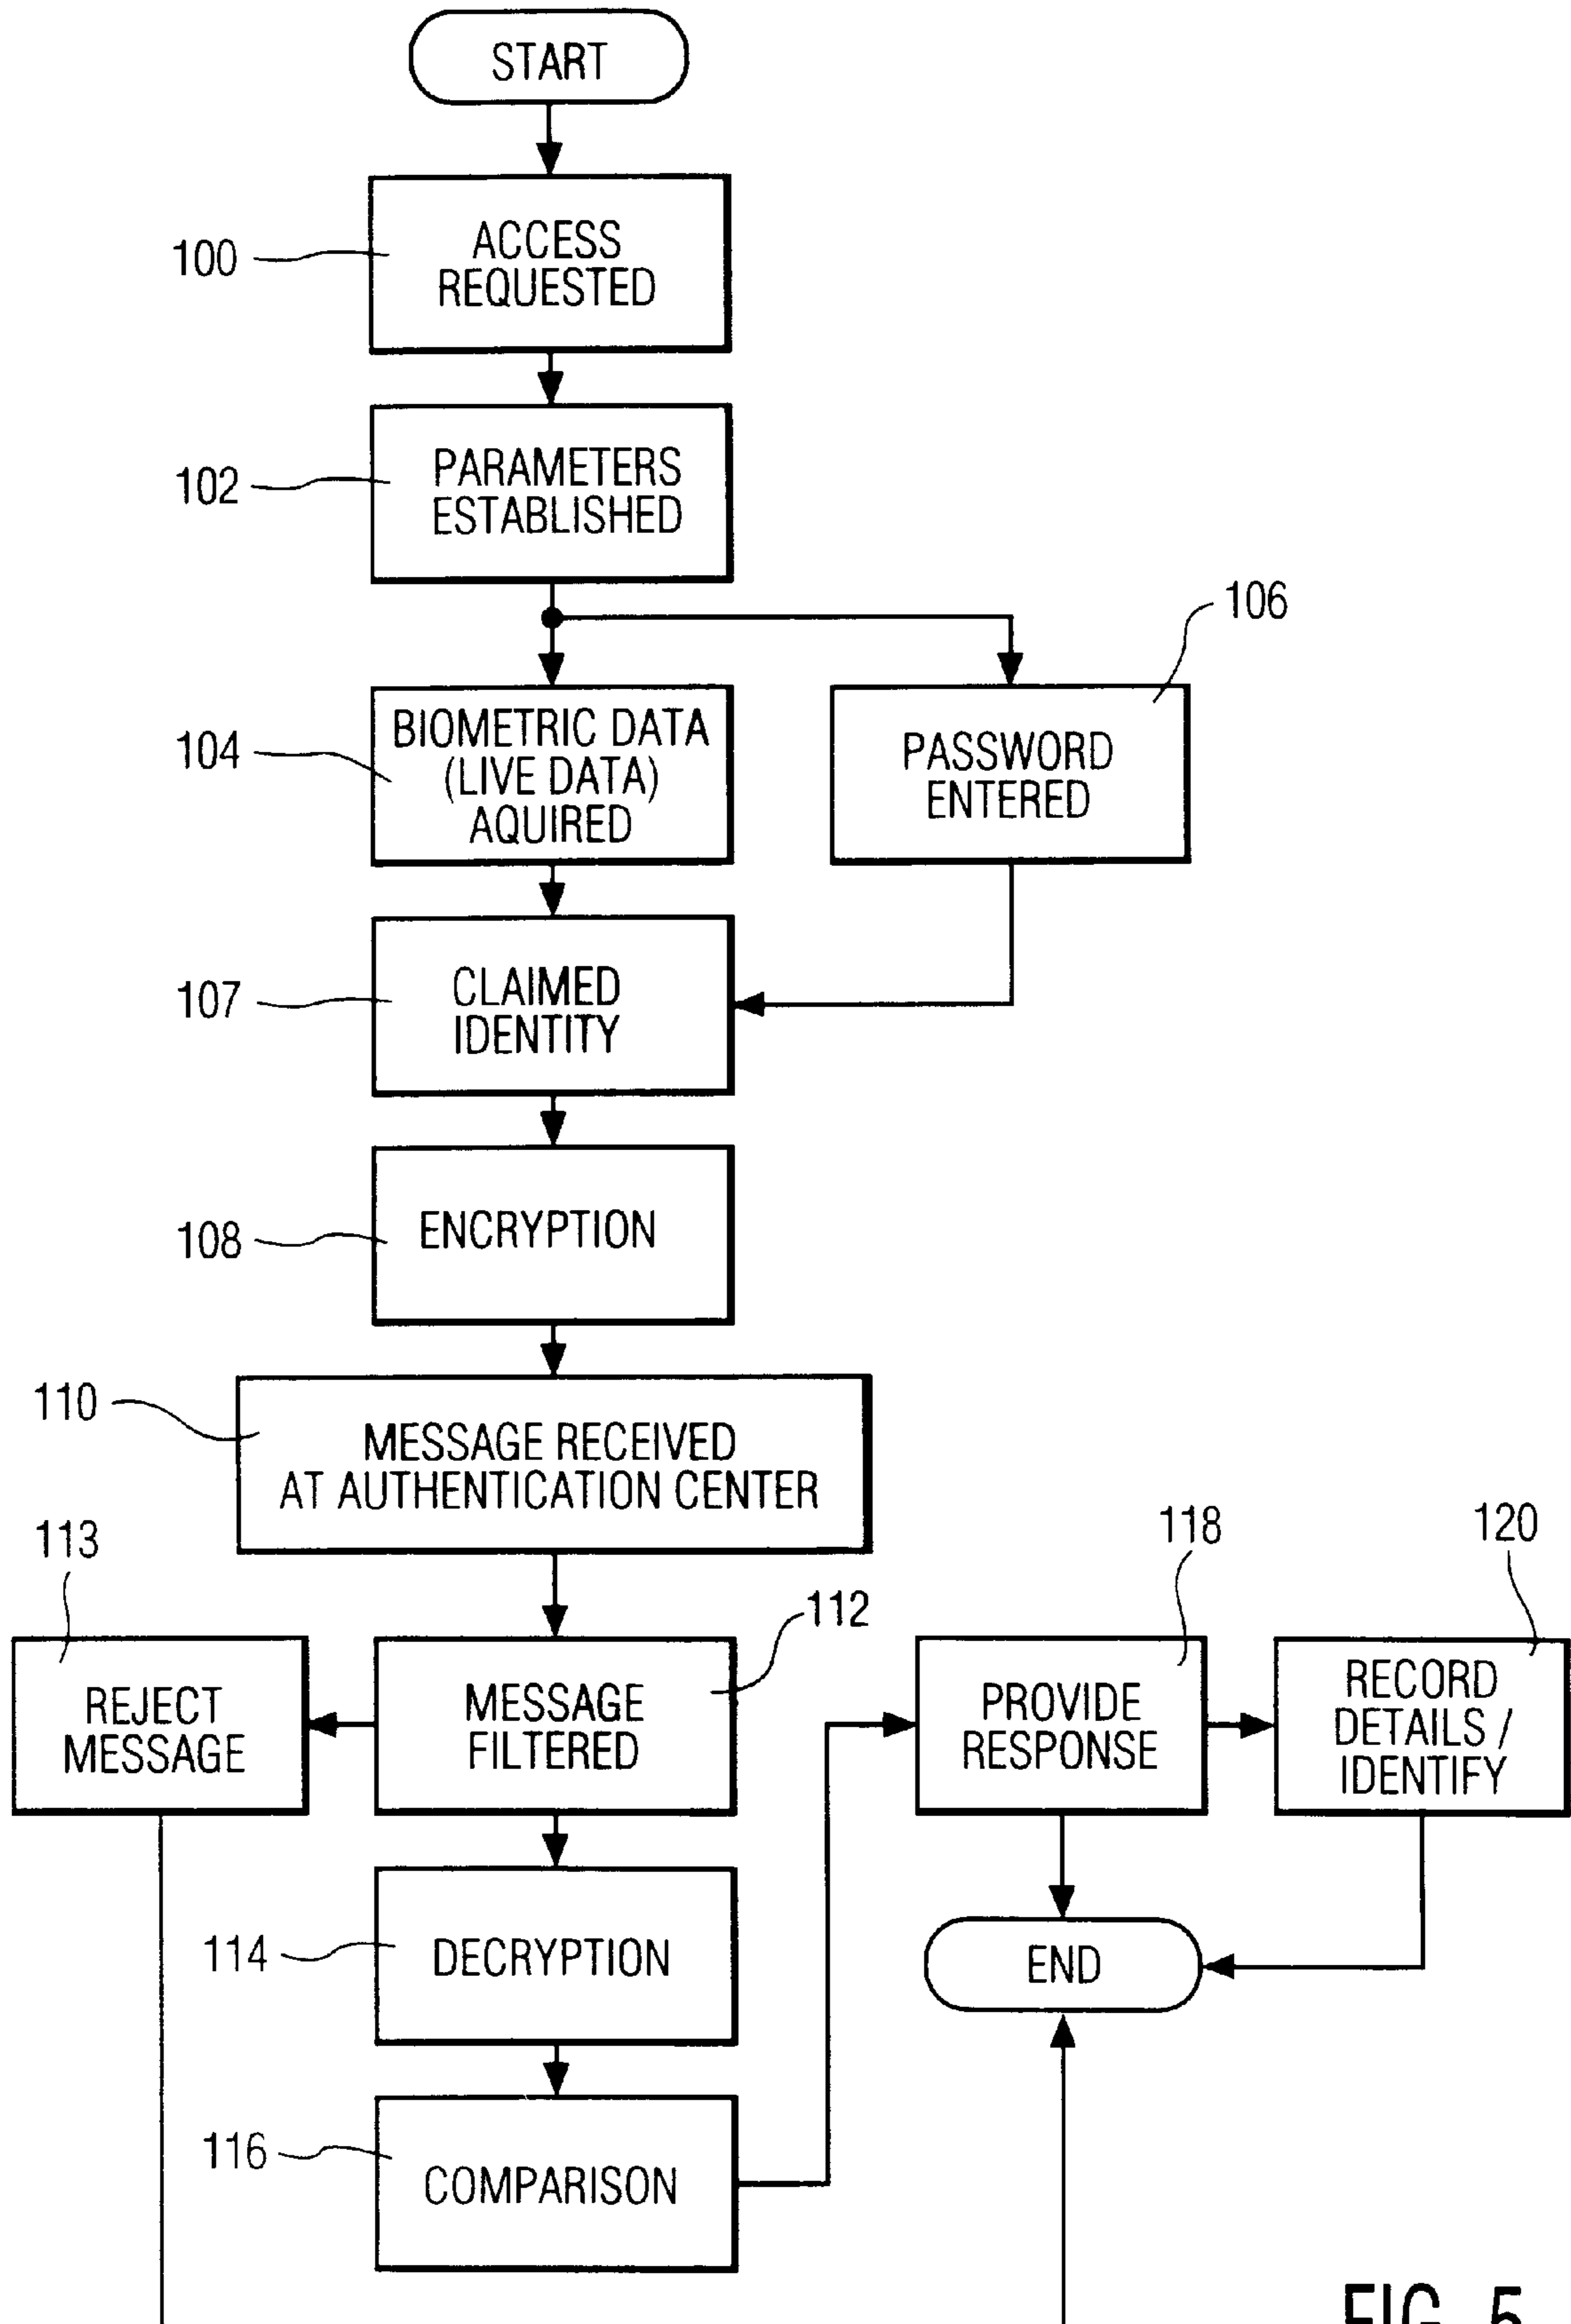 START
100
ACCESS
REQUESTED
102
PARAMETERS
ESTABLISHED
106
104
BIOMETRIC DATA
(LIVE DATA)
AQUIRED
PASSWORD
ENTERED
107
CLAIMED
IDENTITY
108
ENCRYPTION
110
MESSAGE RECEIVED
AT AUTHENTICATION CENTER
113
112
118
120
REJECT
MESSAGE
MESSAGE
FILTERED
PROVIDE
RESPONSE
RECORD
DETAILS /
IDENTIFY
114
DECRYPTION
END
116
COMPARISON
FIG. 5